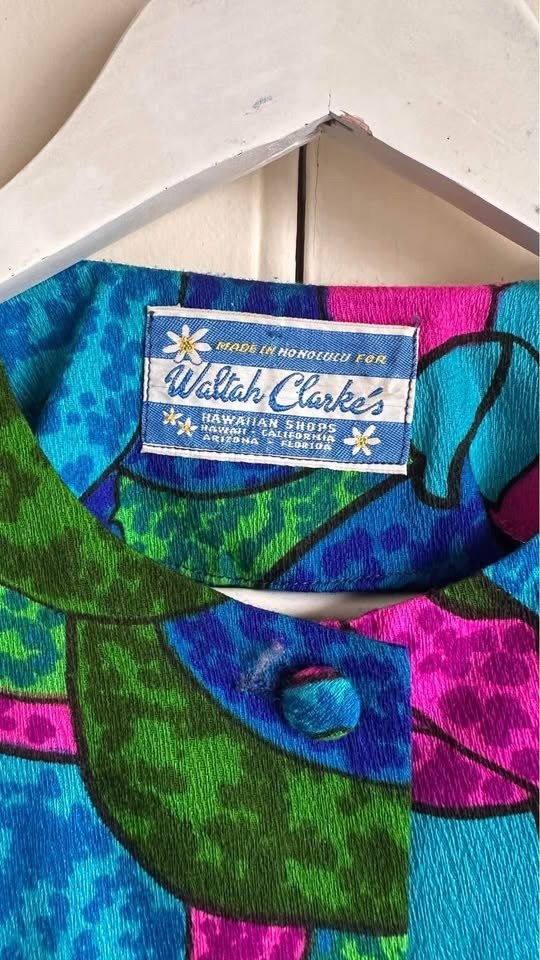 MADE IN HONOLULU FOR
Waltah Clarke's
HAWAIIAN SHOPS
HAWAII - CALIFORNIA
ARIZONA - FLORIDA